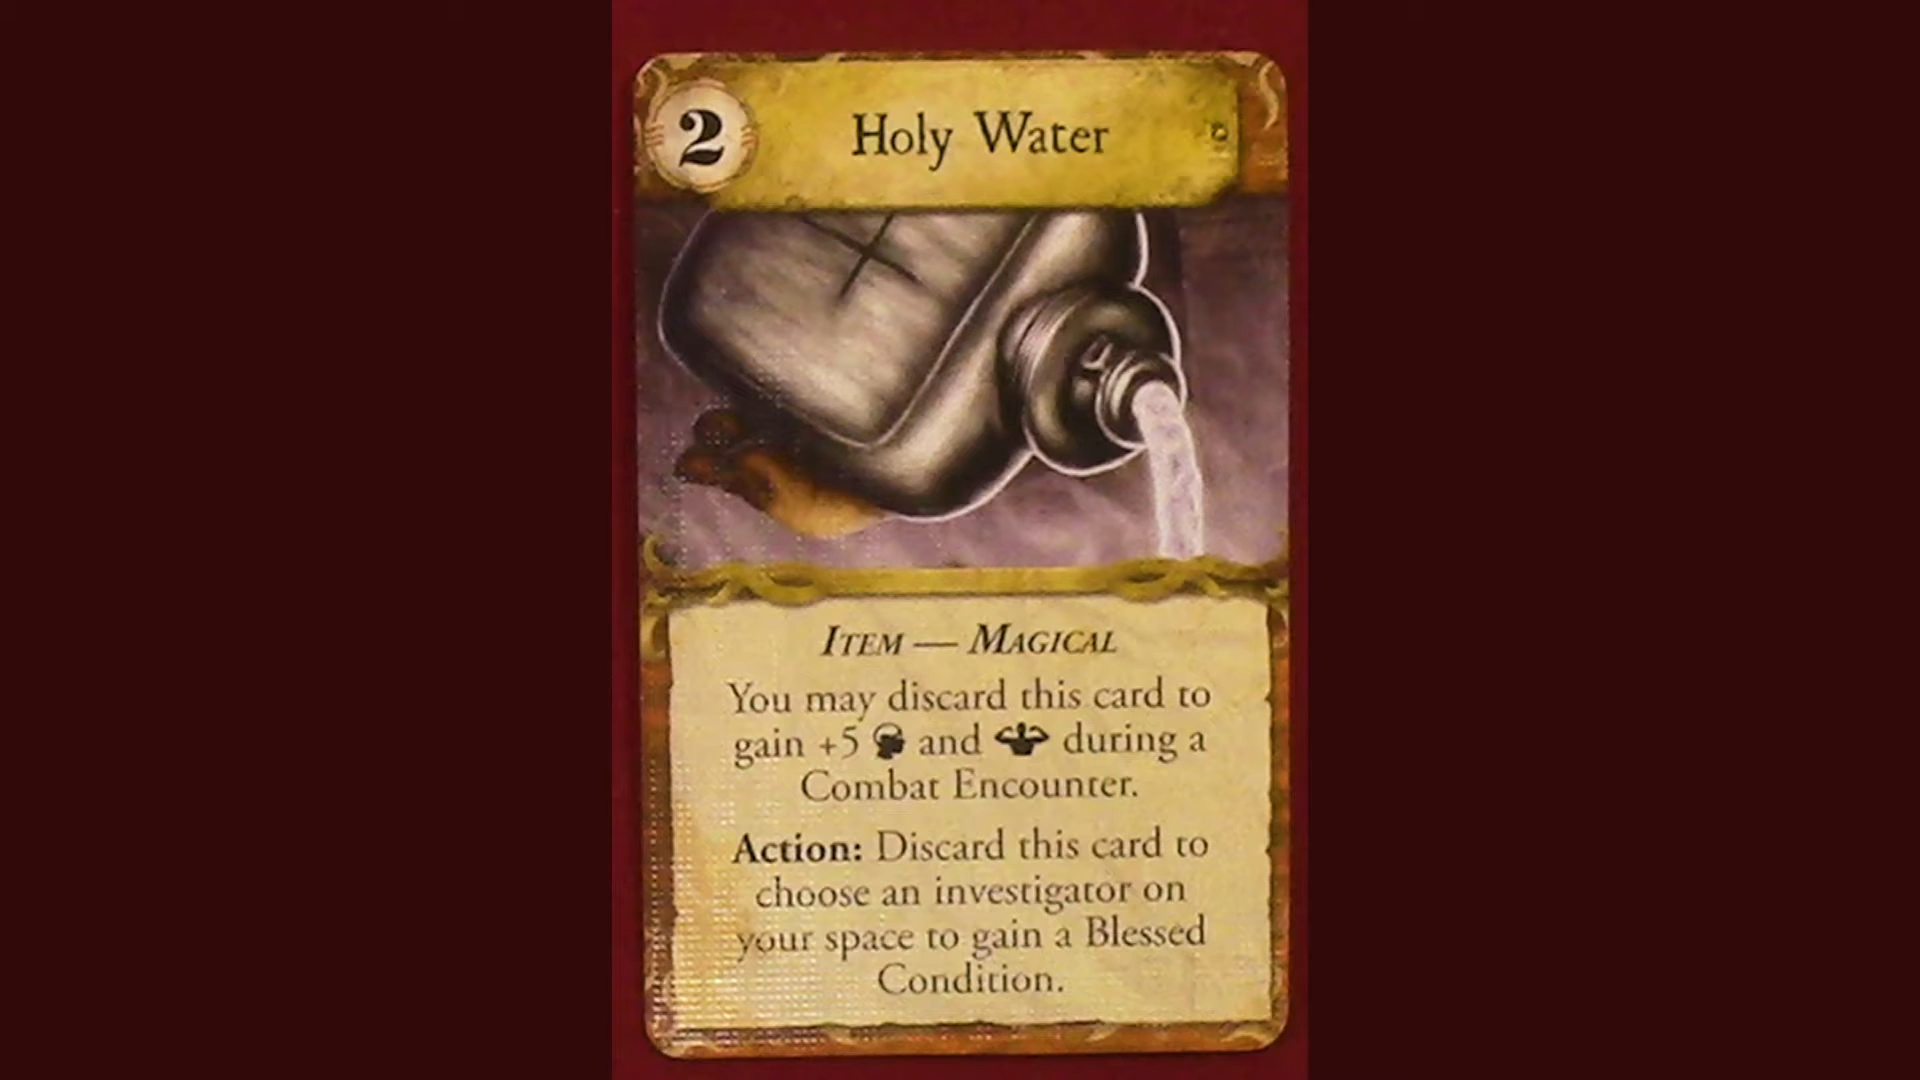 2
Holy Water
Item — Magical
You may discard this card to
gain +5 and during a
Combat Encounter.
Action: Discard this card to
choose an investigator on
your space to gain a Blessed
Condition.